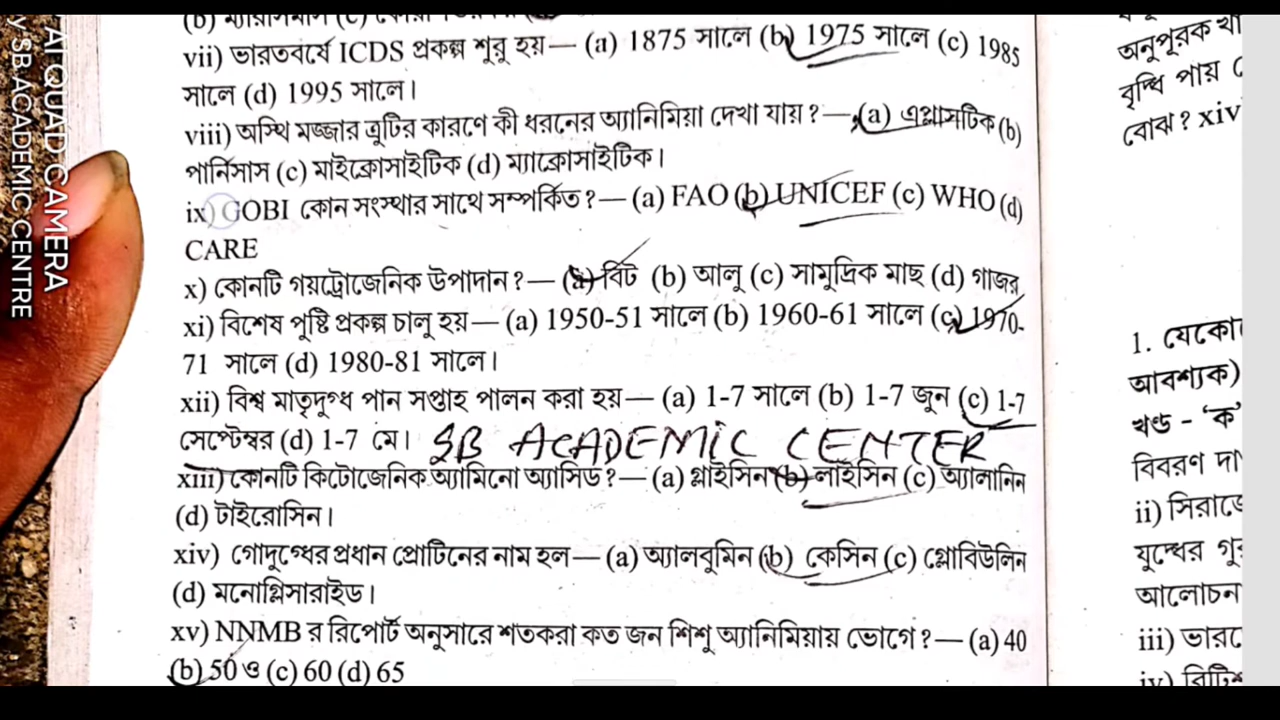 vii) ভারতবর্ষে ICDS প্রকল্প শুরু হয়— (a) 1875 সালে (b) 1975 সালে (c) 1985
সালে (d) 1995 সালে।
viii) অস্থি মজ্জার ত্রুটির কারণে কী ধরনের অ্যানিমিয়া দেখা যায়?— (a) এপ্লাসটিক (b)
পার্নিসাস (c) মাইক্রোসাইটিক (d) ম্যাক্রোসাইটিক।
ix) GOBI কোন সংস্থার সাথে সম্পর্কিত?— (a) FAO (b) UNICEF (c) WHO (d)
CARE
x) কোনটি গয়ট্রোজেনিক উপাদান?— (a) বিট (b) আলু (c) সামুদ্রিক মাছ (d) গাজর
xi) বিশেষ পুষ্টি প্রকল্প চালু হয়— (a) 1950-51 সালে (b) 1960-61 সালে (c) 1970-
71 সালে (d) 1980-81 সালে।
xii) বিশ্ব মাতৃদুগ্ধ পান সপ্তাহ পালন করা হয়— (a) 1-7 সালে (b) 1-7 জুন (c) 1-7
সেপ্টেম্বর (d) 1-7 মে। SB ACADEMIC CENTER
xiii) কোনটি কিটোজেনিক অ্যামিনো অ্যাসিড?— (a) গ্লাইসিন (b) লাইসিন (c) অ্যালানিন
(d) টাইরোসিন।
xiv) গোদুগ্ধের প্রধান প্রোটিনের নাম হল— (a) অ্যালবুমিন (b) কেসিন (c) গ্লোবিউলিন
(d) মনোগ্লিসারাইড।
xv) NNMB র রিপোর্ট অনুসারে শতকরা কত জন শিশু অ্যানিমিয়ায় ভোগে?— (a) 40
(b) 50 ও (c) 60 (d) 65
অনুপূরক
বৃদ্ধি পায়
বোঝ? xiv
1.
আবশ্যক)
খণ্ড - ‘ক’
বিবরণ
ii)
যুদ্ধের
iii)
iv)
AI QUAD CAMERA
SB ACADEMIC CENTRE